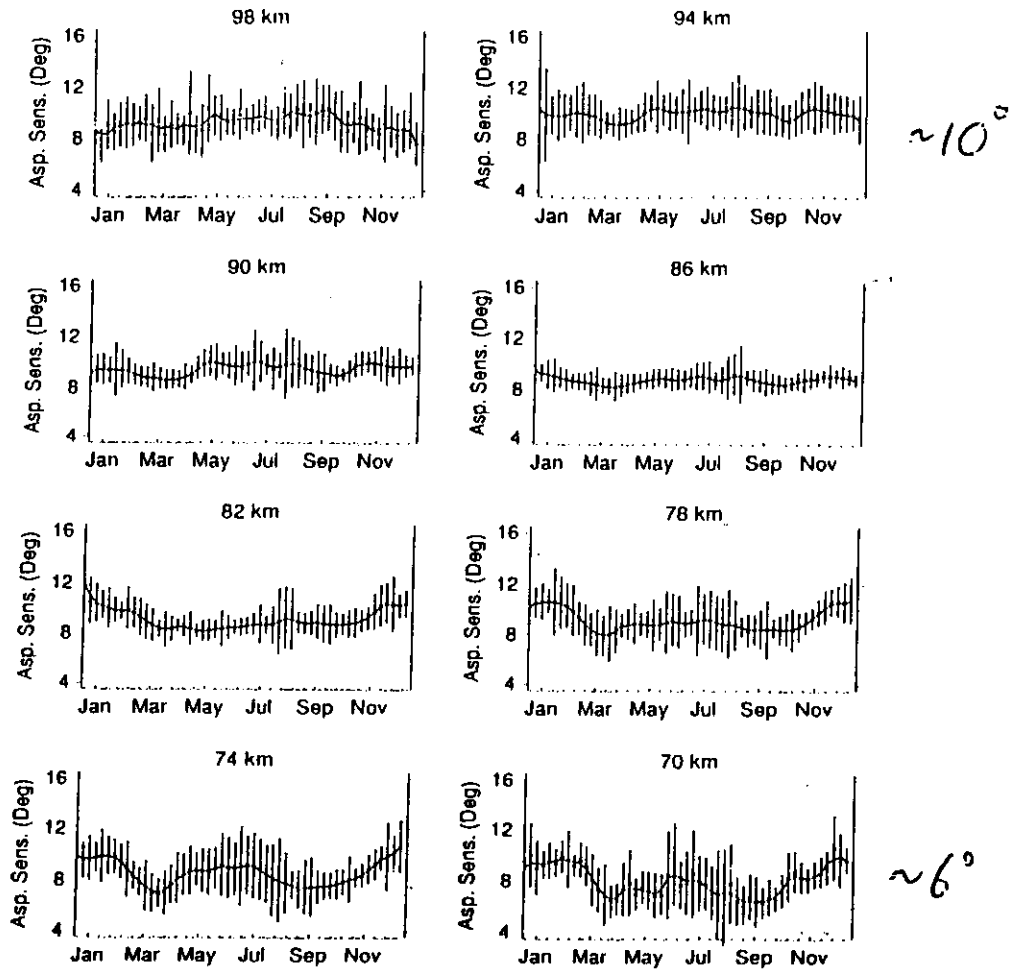 98 km
94 km
Asp. Sens. (Deg)
16
12
8
4
Jan Mar May Jul Sep Nov
Asp. Sens. (Deg)
16
12
8
4
Jan Mar May Jul Sep Nov
~10°
90 km
86 km
Asp. Sens. (Deg)
16
12
8
4
Jan Mar May Jul Sep Nov
Asp. Sens. (Deg)
16
12
8
4
Jan Mar May Jul Sep Nov
82 km
78 km
Asp. Sens. (Deg)
16
12
8
4
Jan Mar May Jul Sep Nov
Asp. Sens. (Deg)
16
12
8
4
Jan Mar May Jul Sep Nov
74 km
70 km
Asp. Sens. (Deg)
16
12
8
4
Jan Mar May Jul Sep Nov
Asp. Sens. (Deg)
16
12
8
4
Jan Mar May Jul Sep Nov
~6°